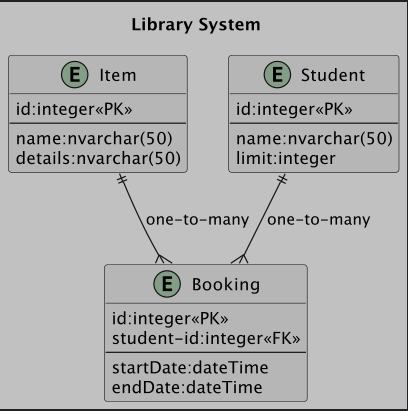 Library System
E Item
id:integer«PK»
name:nvarchar(50)
details:nvarchar(50)
E Student
id:integer«PK»
name:nvarchar(50)
limit:integer
one-to-many
one-to-many
E Booking
id:integer«PK»
student-id:integer«FK»
startDate:dateTime
endDate:dateTime